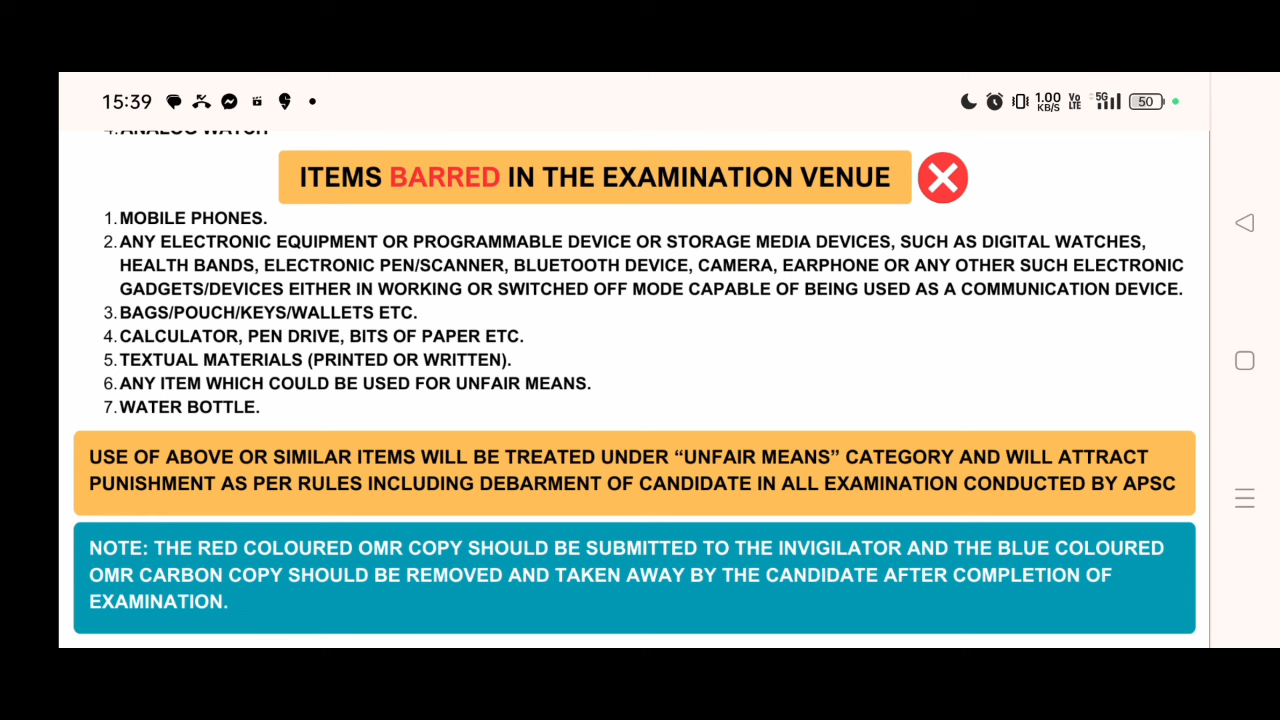 15:39
1.00
KB/S
Vo
LTE
5G
50
4. ANALOG WATCH
ITEMS BARRED IN THE EXAMINATION VENUE
1. MOBILE PHONES.
2. ANY ELECTRONIC EQUIPMENT OR PROGRAMMABLE DEVICE OR STORAGE MEDIA DEVICES, SUCH AS DIGITAL WATCHES,
HEALTH BANDS, ELECTRONIC PEN/SCANNER, BLUETOOTH DEVICE, CAMERA, EARPHONE OR ANY OTHER SUCH ELECTRONIC
GADGETS/DEVICES EITHER IN WORKING OR SWITCHED OFF MODE CAPABLE OF BEING USED AS A COMMUNICATION DEVICE.
3. BAGS/POUCH/KEYS/WALLETS ETC.
4. CALCULATOR, PEN DRIVE, BITS OF PAPER ETC.
5. TEXTUAL MATERIALS (PRINTED OR WRITTEN).
6. ANY ITEM WHICH COULD BE USED FOR UNFAIR MEANS.
7. WATER BOTTLE.
USE OF ABOVE OR SIMILAR ITEMS WILL BE TREATED UNDER “UNFAIR MEANS” CATEGORY AND WILL ATTRACT
PUNISHMENT AS PER RULES INCLUDING DEBARMENT OF CANDIDATE IN ALL EXAMINATION CONDUCTED BY APSC
NOTE: THE RED COLOURED OMR COPY SHOULD BE SUBMITTED TO THE INVIGILATOR AND THE BLUE COLOURED
OMR CARBON COPY SHOULD BE REMOVED AND TAKEN AWAY BY THE CANDIDATE AFTER COMPLETION OF
EXAMINATION.